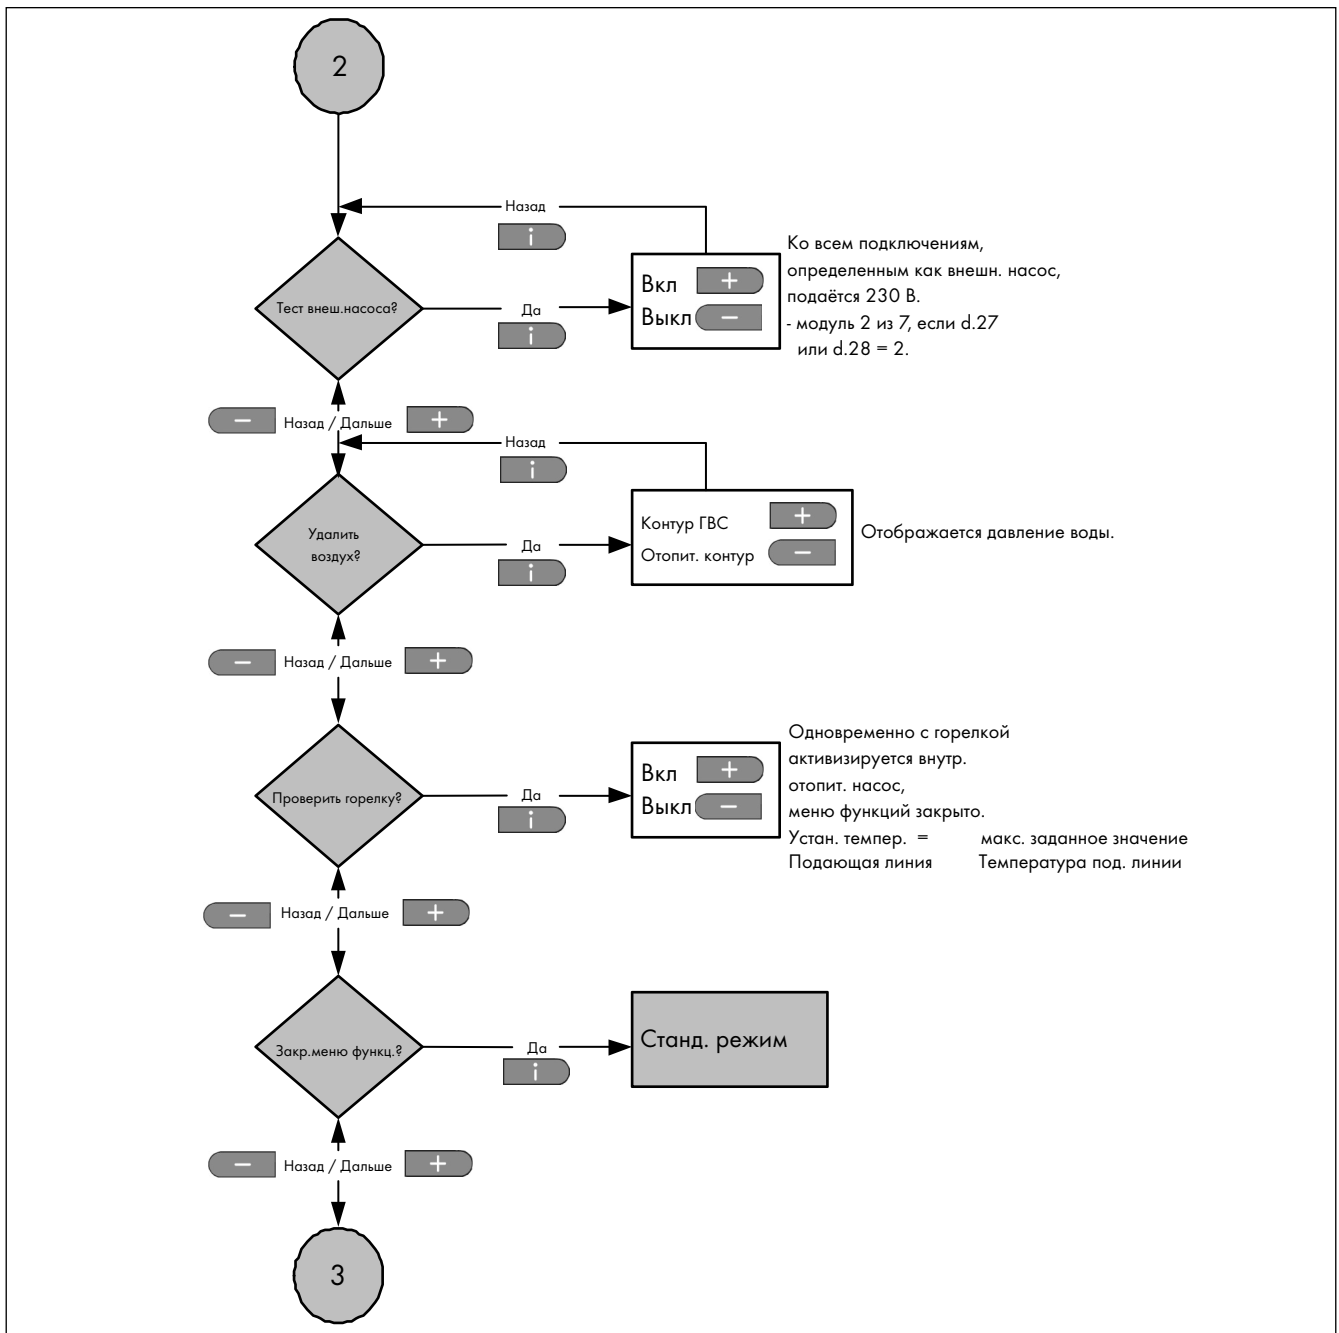 2
Назад
i
Тест внеш.насоса?
Да
i
Вкл +
Выкл −
Ко всем подключениям,
определенным как внешн. насос,
подаётся 230 В.
- модуль 2 из 7, если d.27
или d.28 = 2.
− Назад / Дальше +
Назад
i
Удалить
воздух?
Да
i
Контур ГВС +
Отопит. контур −
Отображается давление воды.
− Назад / Дальше +
Проверить горелку?
Да
i
Вкл +
Выкл −
Одновременно с горелкой
активизируется внутр.
отопит. насос,
меню функций закрыто.
Устан. темпер. = макс. заданное значение
Подающая линия Температура под. линии
− Назад / Дальше +
Закр.меню функц.?
Да
i
Станд. режим
− Назад / Дальше +
3